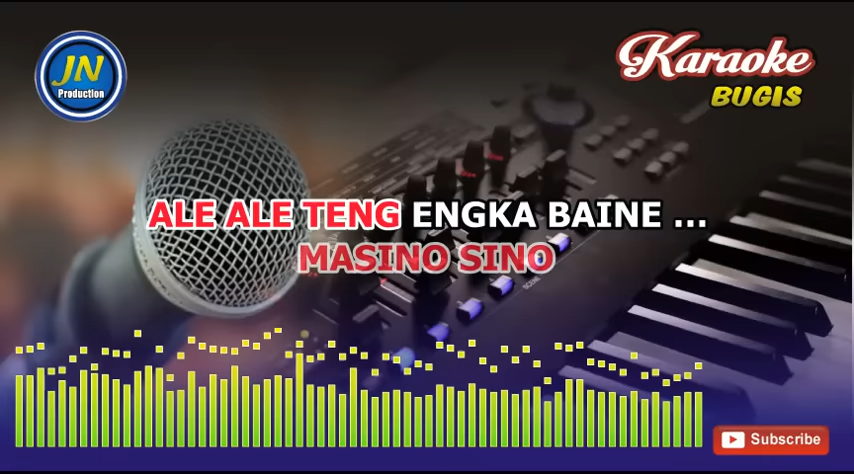 JN
Production
Karaoke
BUGIS
ALE ALE TENG ENGKA BAINE ...
MASINO SINO
Subscribe